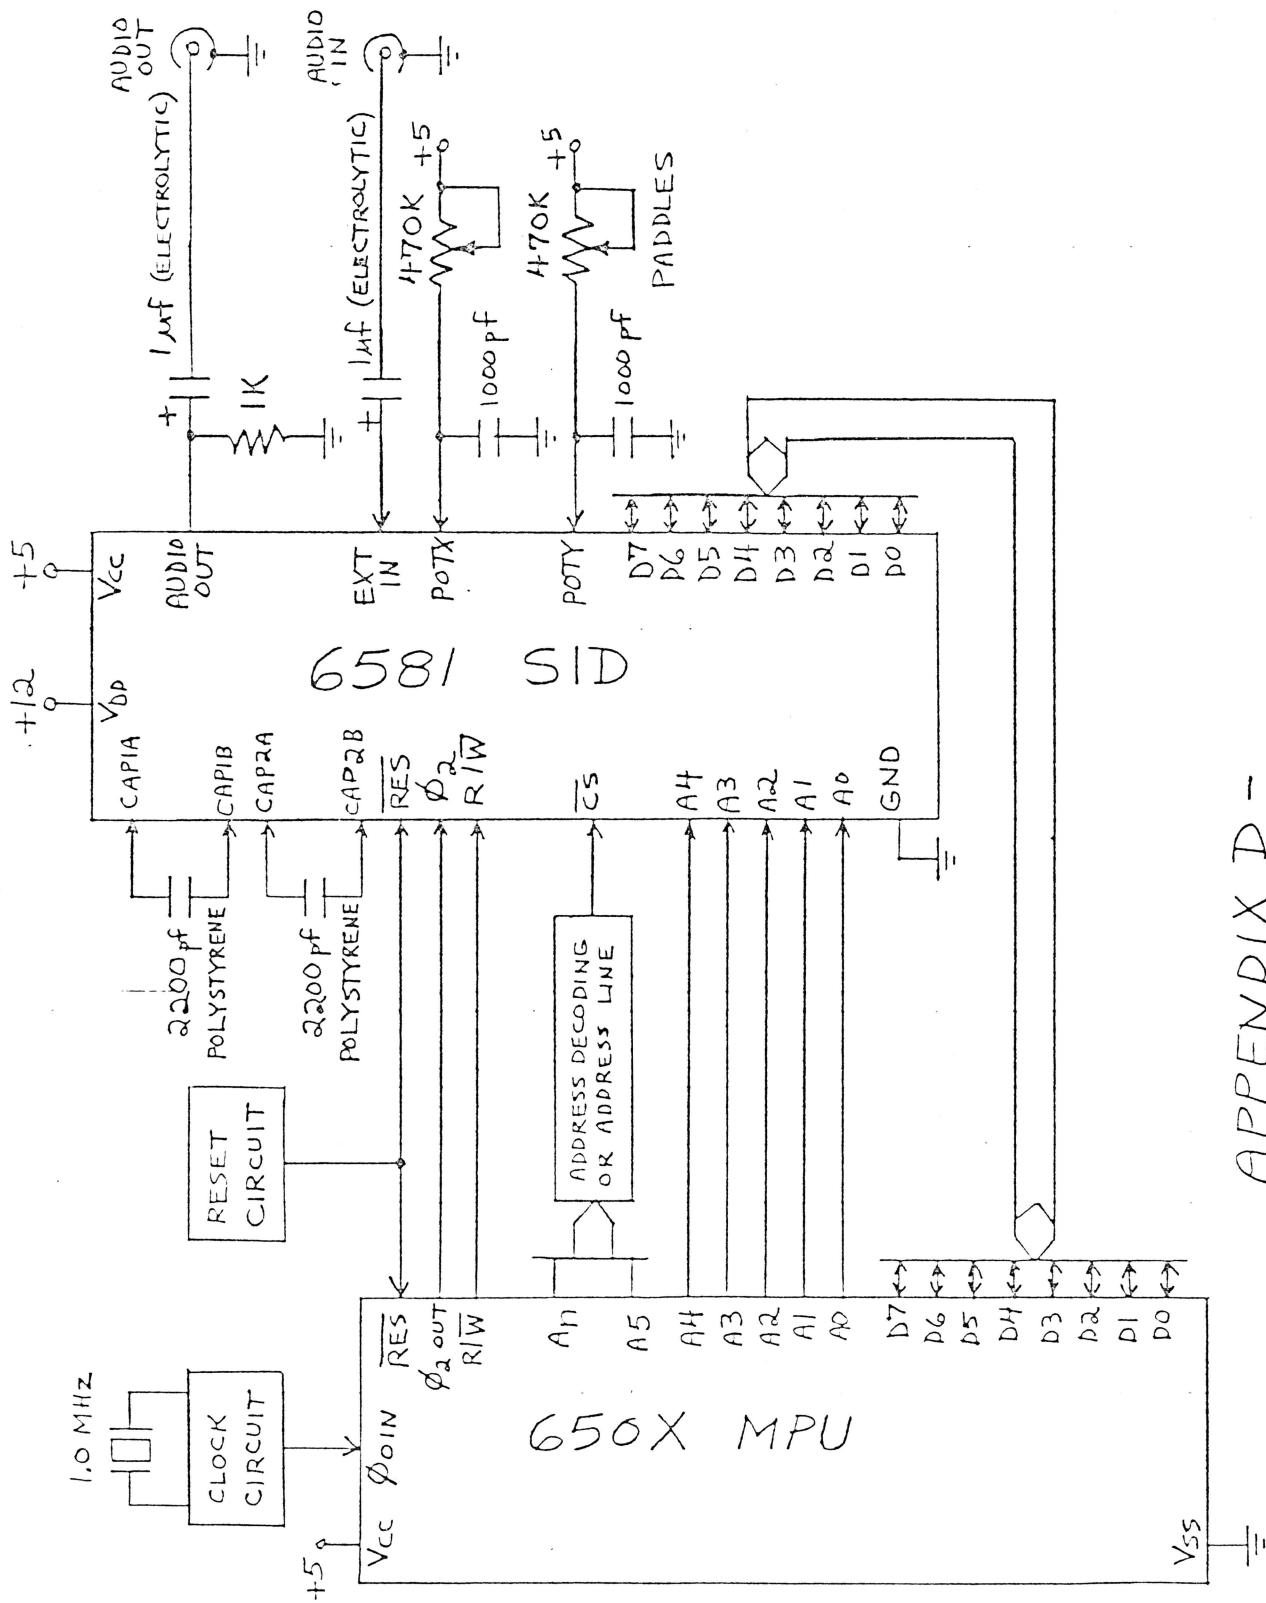 AUDIO
OUT
1µf (ELECTROLYTIC)
+
1K
AUDIO
IN
1µf (ELECTROLYTIC)
+
470K
+5
1000pf
470K
+5
1000pf
PADDLES
+5
+12
VCC
VDD
AUDIO
OUT
EXT
IN
POTX
POTY
D7
D6
D5
D4
D3
D2
D1
D0
6581 SID
CAP1A
CAP1B
CAP2A
CAP2B
RES
Ø2
R/W
CS
A4
A3
A2
A1
A0
GND
2200pf
POLYSTYRENE
2200pf
POLYSTYRENE
RESET
CIRCUIT
ADDRESS DECODING
OR ADDRESS LINE
1.0 MHz
CLOCK
CIRCUIT
+5
VCC
Ø0IN
RES
Ø2 OUT
R/W
An
A5
A4
A3
A2
A1
A0
D7
D6
D5
D4
D3
D2
D1
D0
650X MPU
VSS
APPENDIX D -